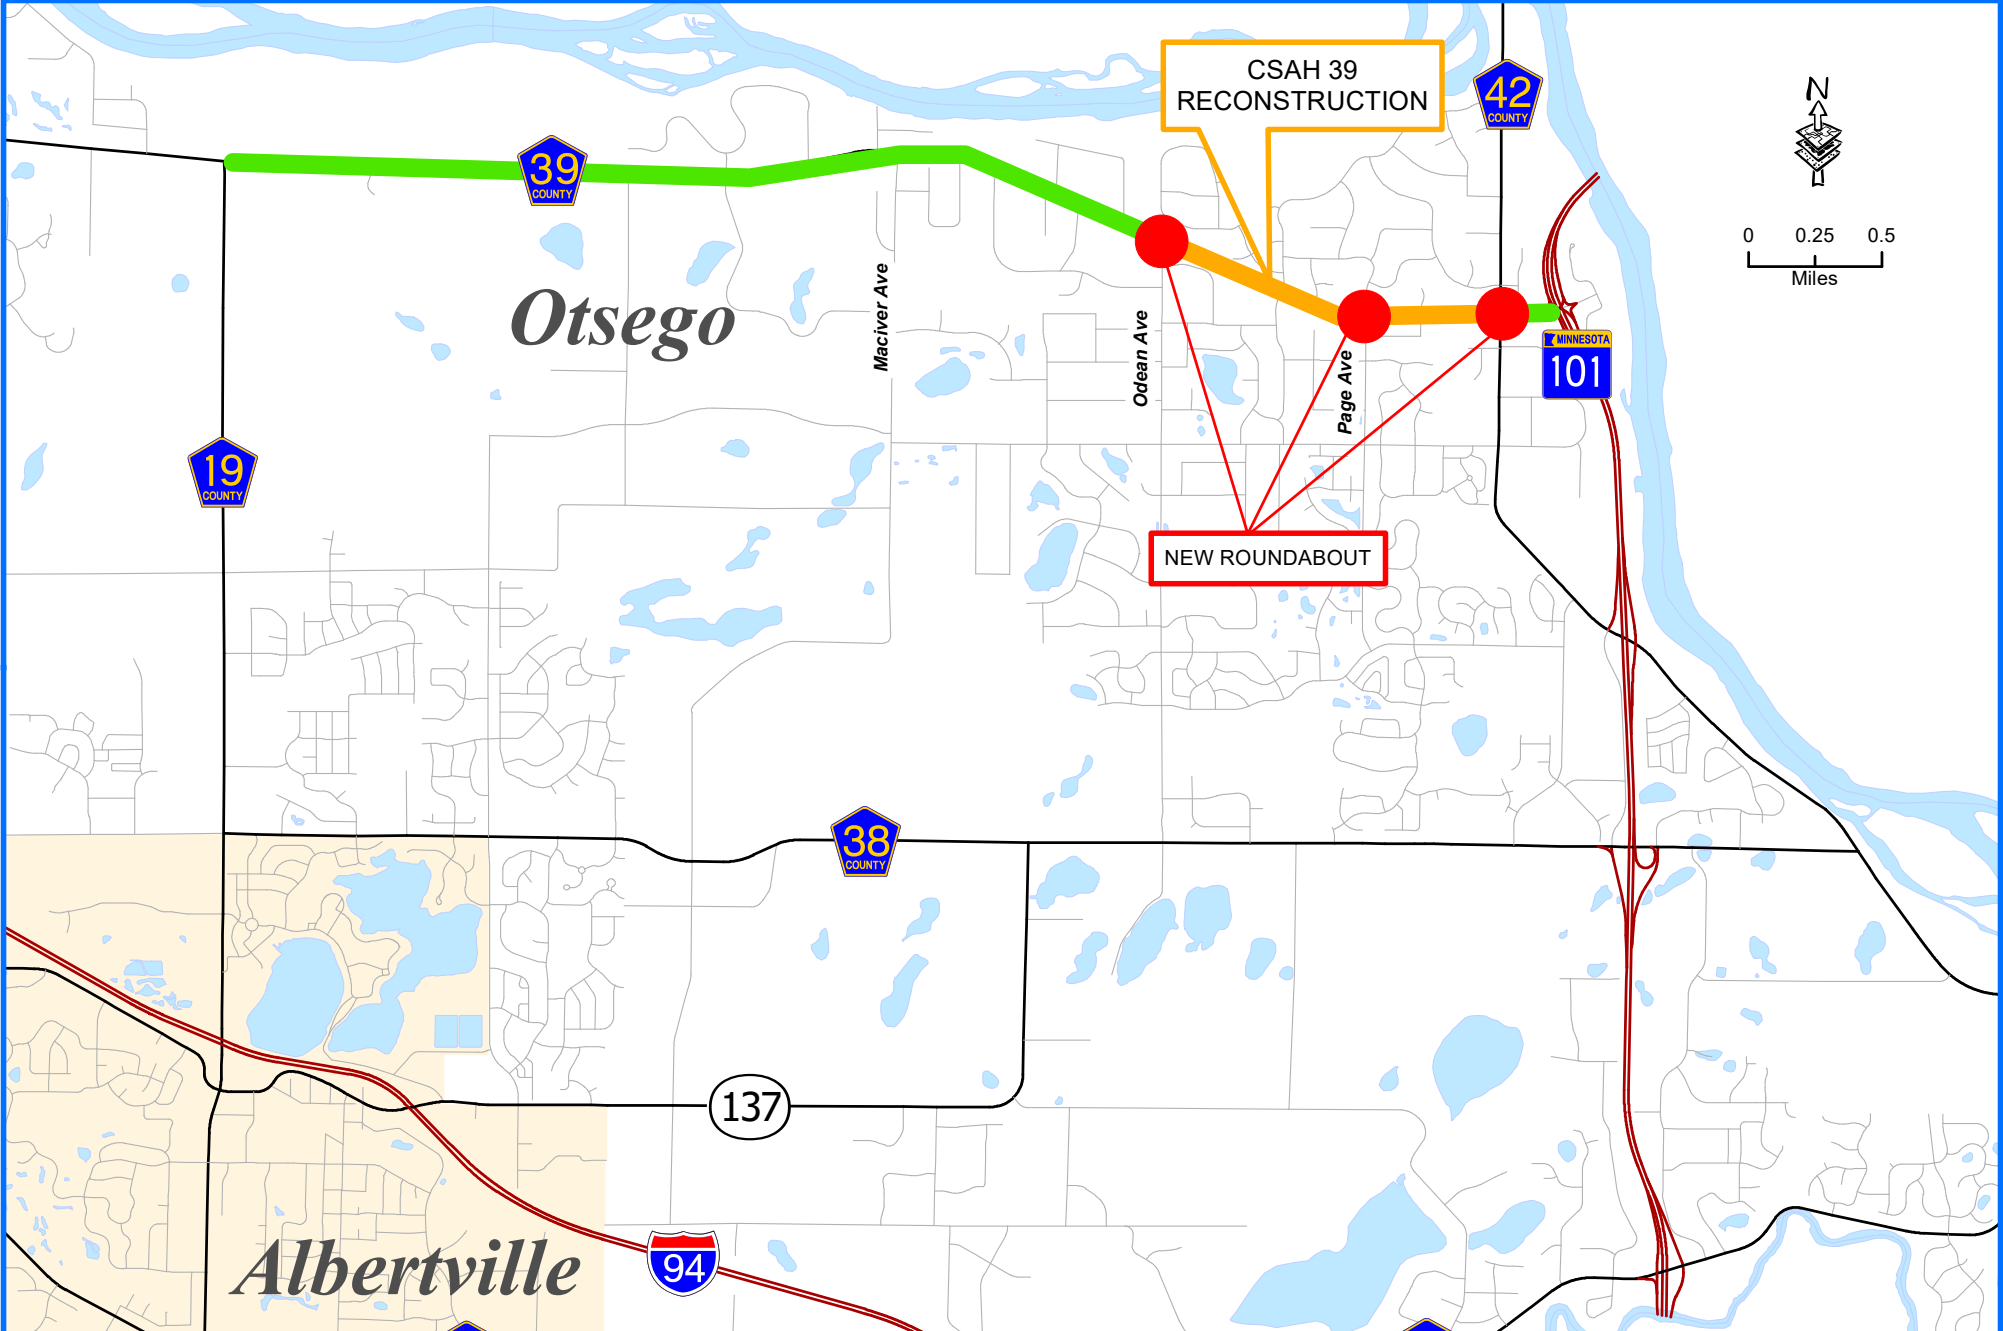 CSAH 39
RECONSTRUCTION
42
COUNTY
N
39
COUNTY
0 0.25 0.5
Miles
Otsego
Maciver Ave
Odean Ave
Page Ave
MINNESOTA
101
19
COUNTY
NEW ROUNDABOUT
38
COUNTY
137
Albertville
94